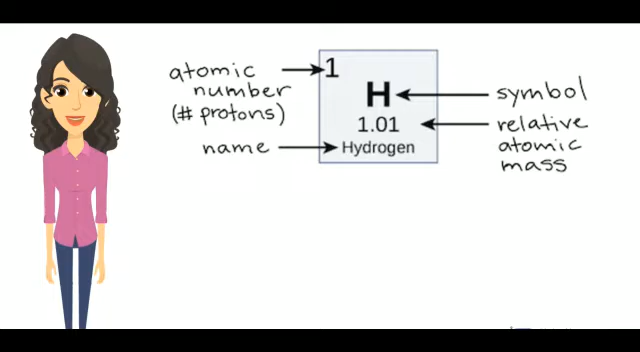 atomic
number
(# protons)
name
1
H
1.01
Hydrogen
symbol
relative
atomic
mass